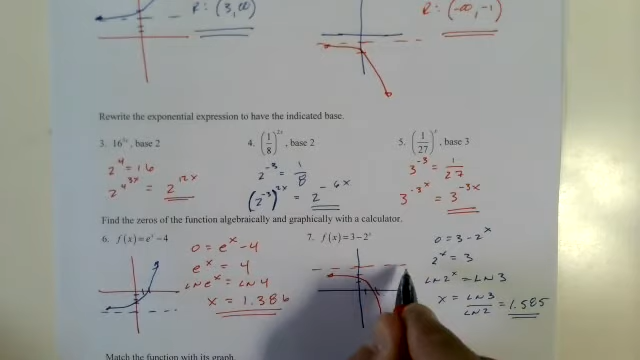 R: (3,∞)
R: (-∞,-1)
Rewrite the exponential expression to have the indicated base.
3. 16^{3x}, base 2
4. (1/8)^{2x}, base 2
5. (1/27)^x, base 3
2^4 = 16
2^{4·3x} = 2^{12x}
2^{-3} = 1/8
(2^{-3})^{2x} = 2^{-6x}
3^{-3} = 1/27
3^{-3x} = 3^{-3x}
Find the zeros of the function algebraically and graphically with a calculator.
6. f(x) = e^x - 4
7. f(x) = 3 - 2^x
0 = e^x - 4
e^x = 4
ln e^x = ln 4
x = 1.386
0 = 3 - 2^x
2^x = 3
ln 2^x = ln 3
x = ln 3 / ln 2 = 1.585
Match the function with its graph.